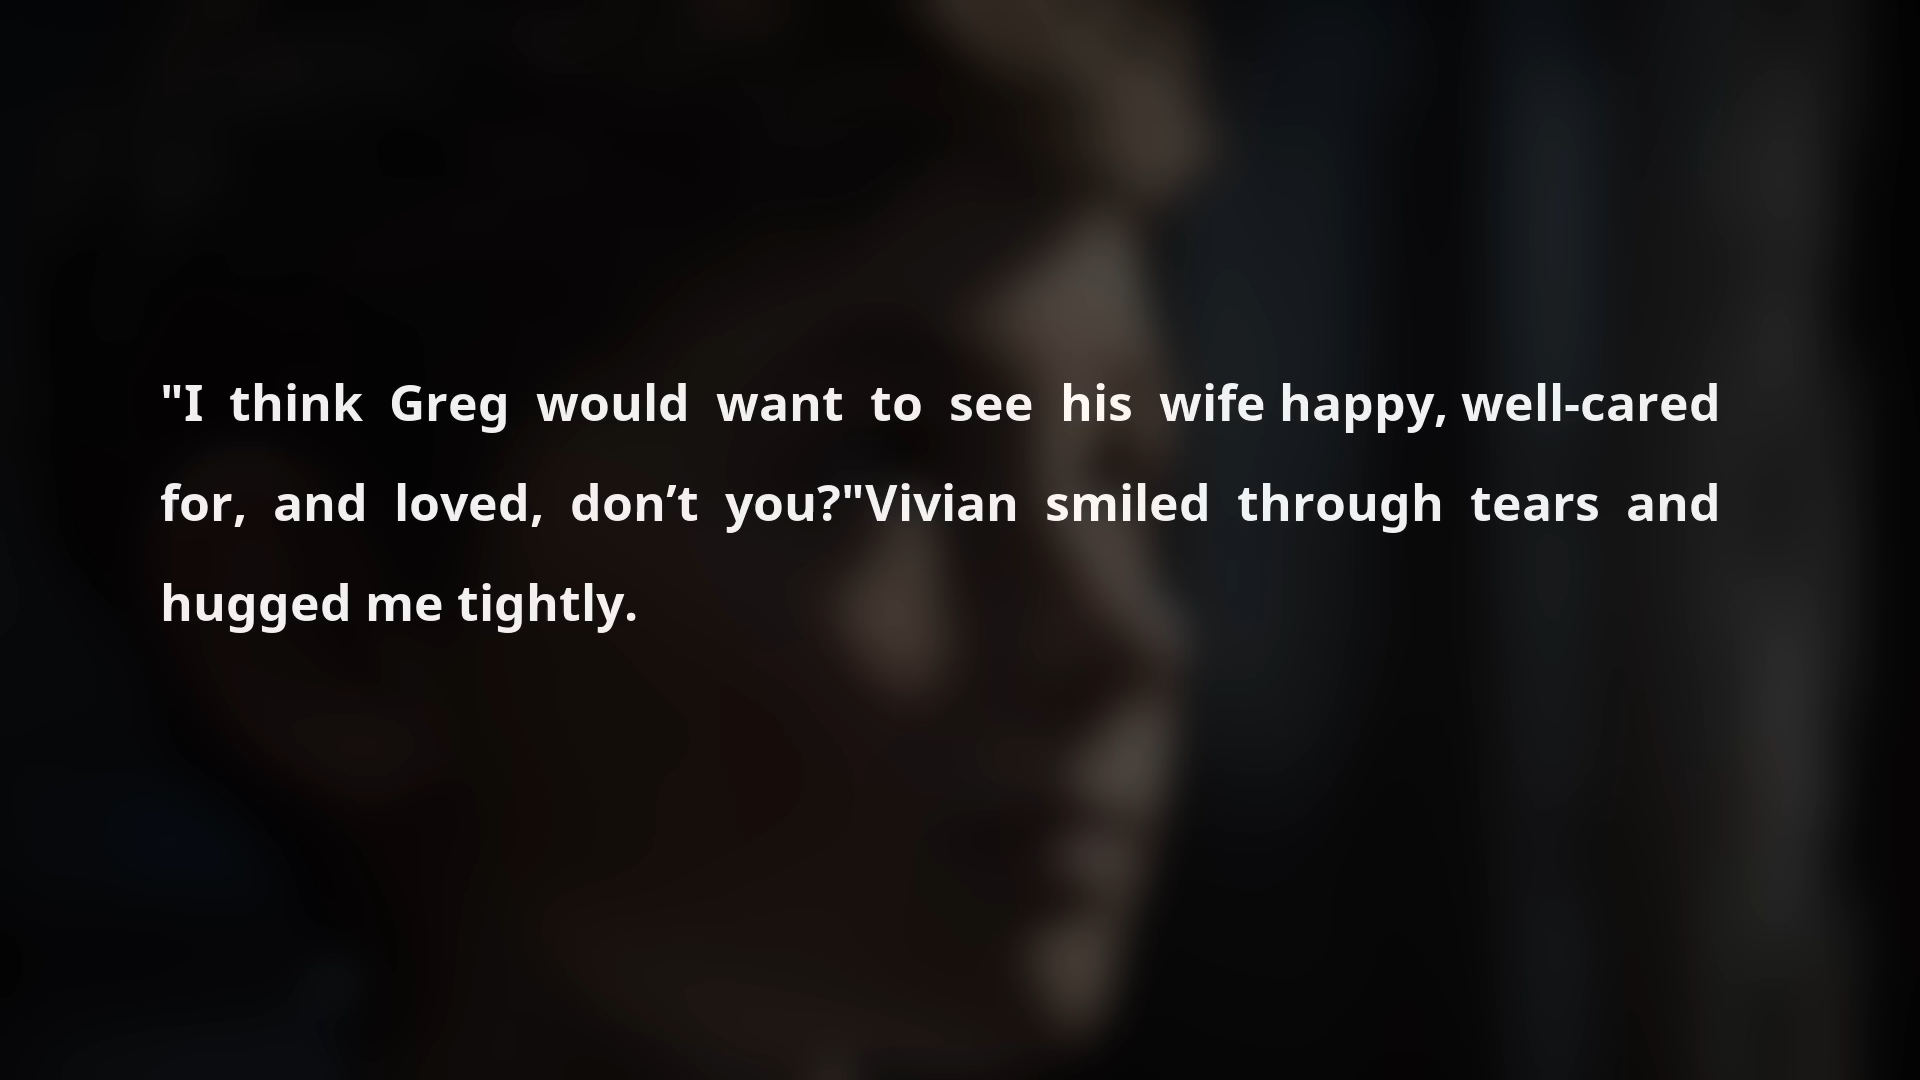 "I think Greg would want to see his wife happy, well-cared
for, and loved, don’t you?"Vivian smiled through tears and
hugged me tightly.